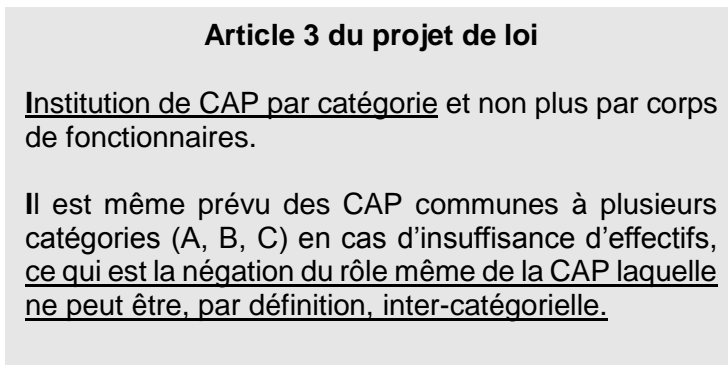 Article 3 du projet de loi
Institution de CAP par catégorie et non plus par corps
de fonctionnaires.
Il est même prévu des CAP communes à plusieurs
catégories (A, B, C) en cas d’insuffisance d’effectifs,
ce qui est la négation du rôle même de la CAP laquelle
ne peut être, par définition, inter-catégorielle.